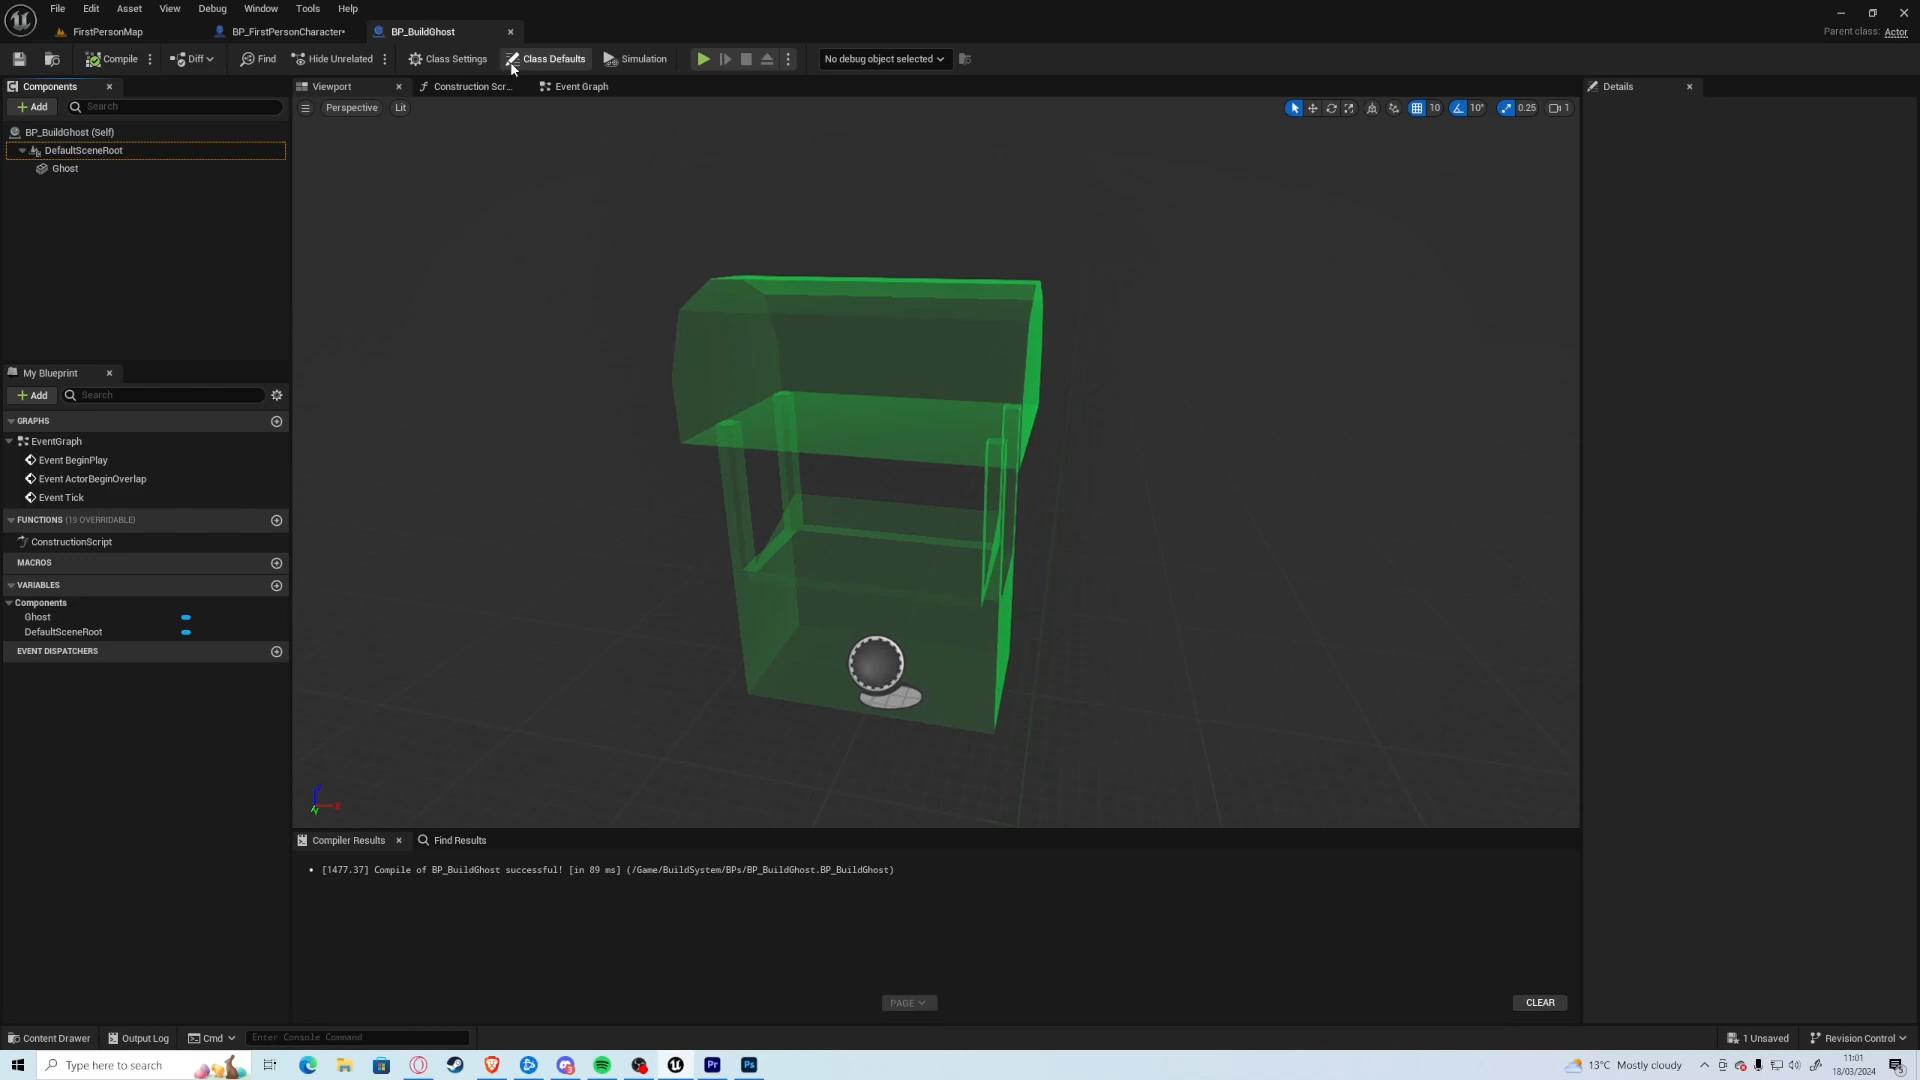 File Edit Asset View Debug Window Tools Help
FirstPersonMap BP_FirstPersonCharacter* BP_BuildGhost
Parent class: Actor
Compile Diff Find Hide Unrelated Class Settings Class Defaults Simulation No debug object selected
Components Viewport Construction Scr... Event Graph Details
Add Search Perspective Lit 10 10° 0.25 1
BP_BuildGhost (Self)
DefaultSceneRoot
Ghost
My Blueprint
Add Search
GRAPHS
EventGraph
Event BeginPlay
Event ActorBeginOverlap
Event Tick
FUNCTIONS (19 OVERRIDABLE)
ConstructionScript
MACROS
VARIABLES
Components
Ghost
DefaultSceneRoot
EVENT DISPATCHERS
Compiler Results Find Results
[1477.37] Compile of BP_BuildGhost successful! [in 89 ms] (/Game/BuildSystem/BPs/BP_BuildGhost.BP_BuildGhost)
PAGE CLEAR
Content Drawer Output Log Cmd Enter Console Command 1 Unsaved Revision Control
Type here to search Pr Ps 13°C Mostly cloudy 11:01
18/03/2024